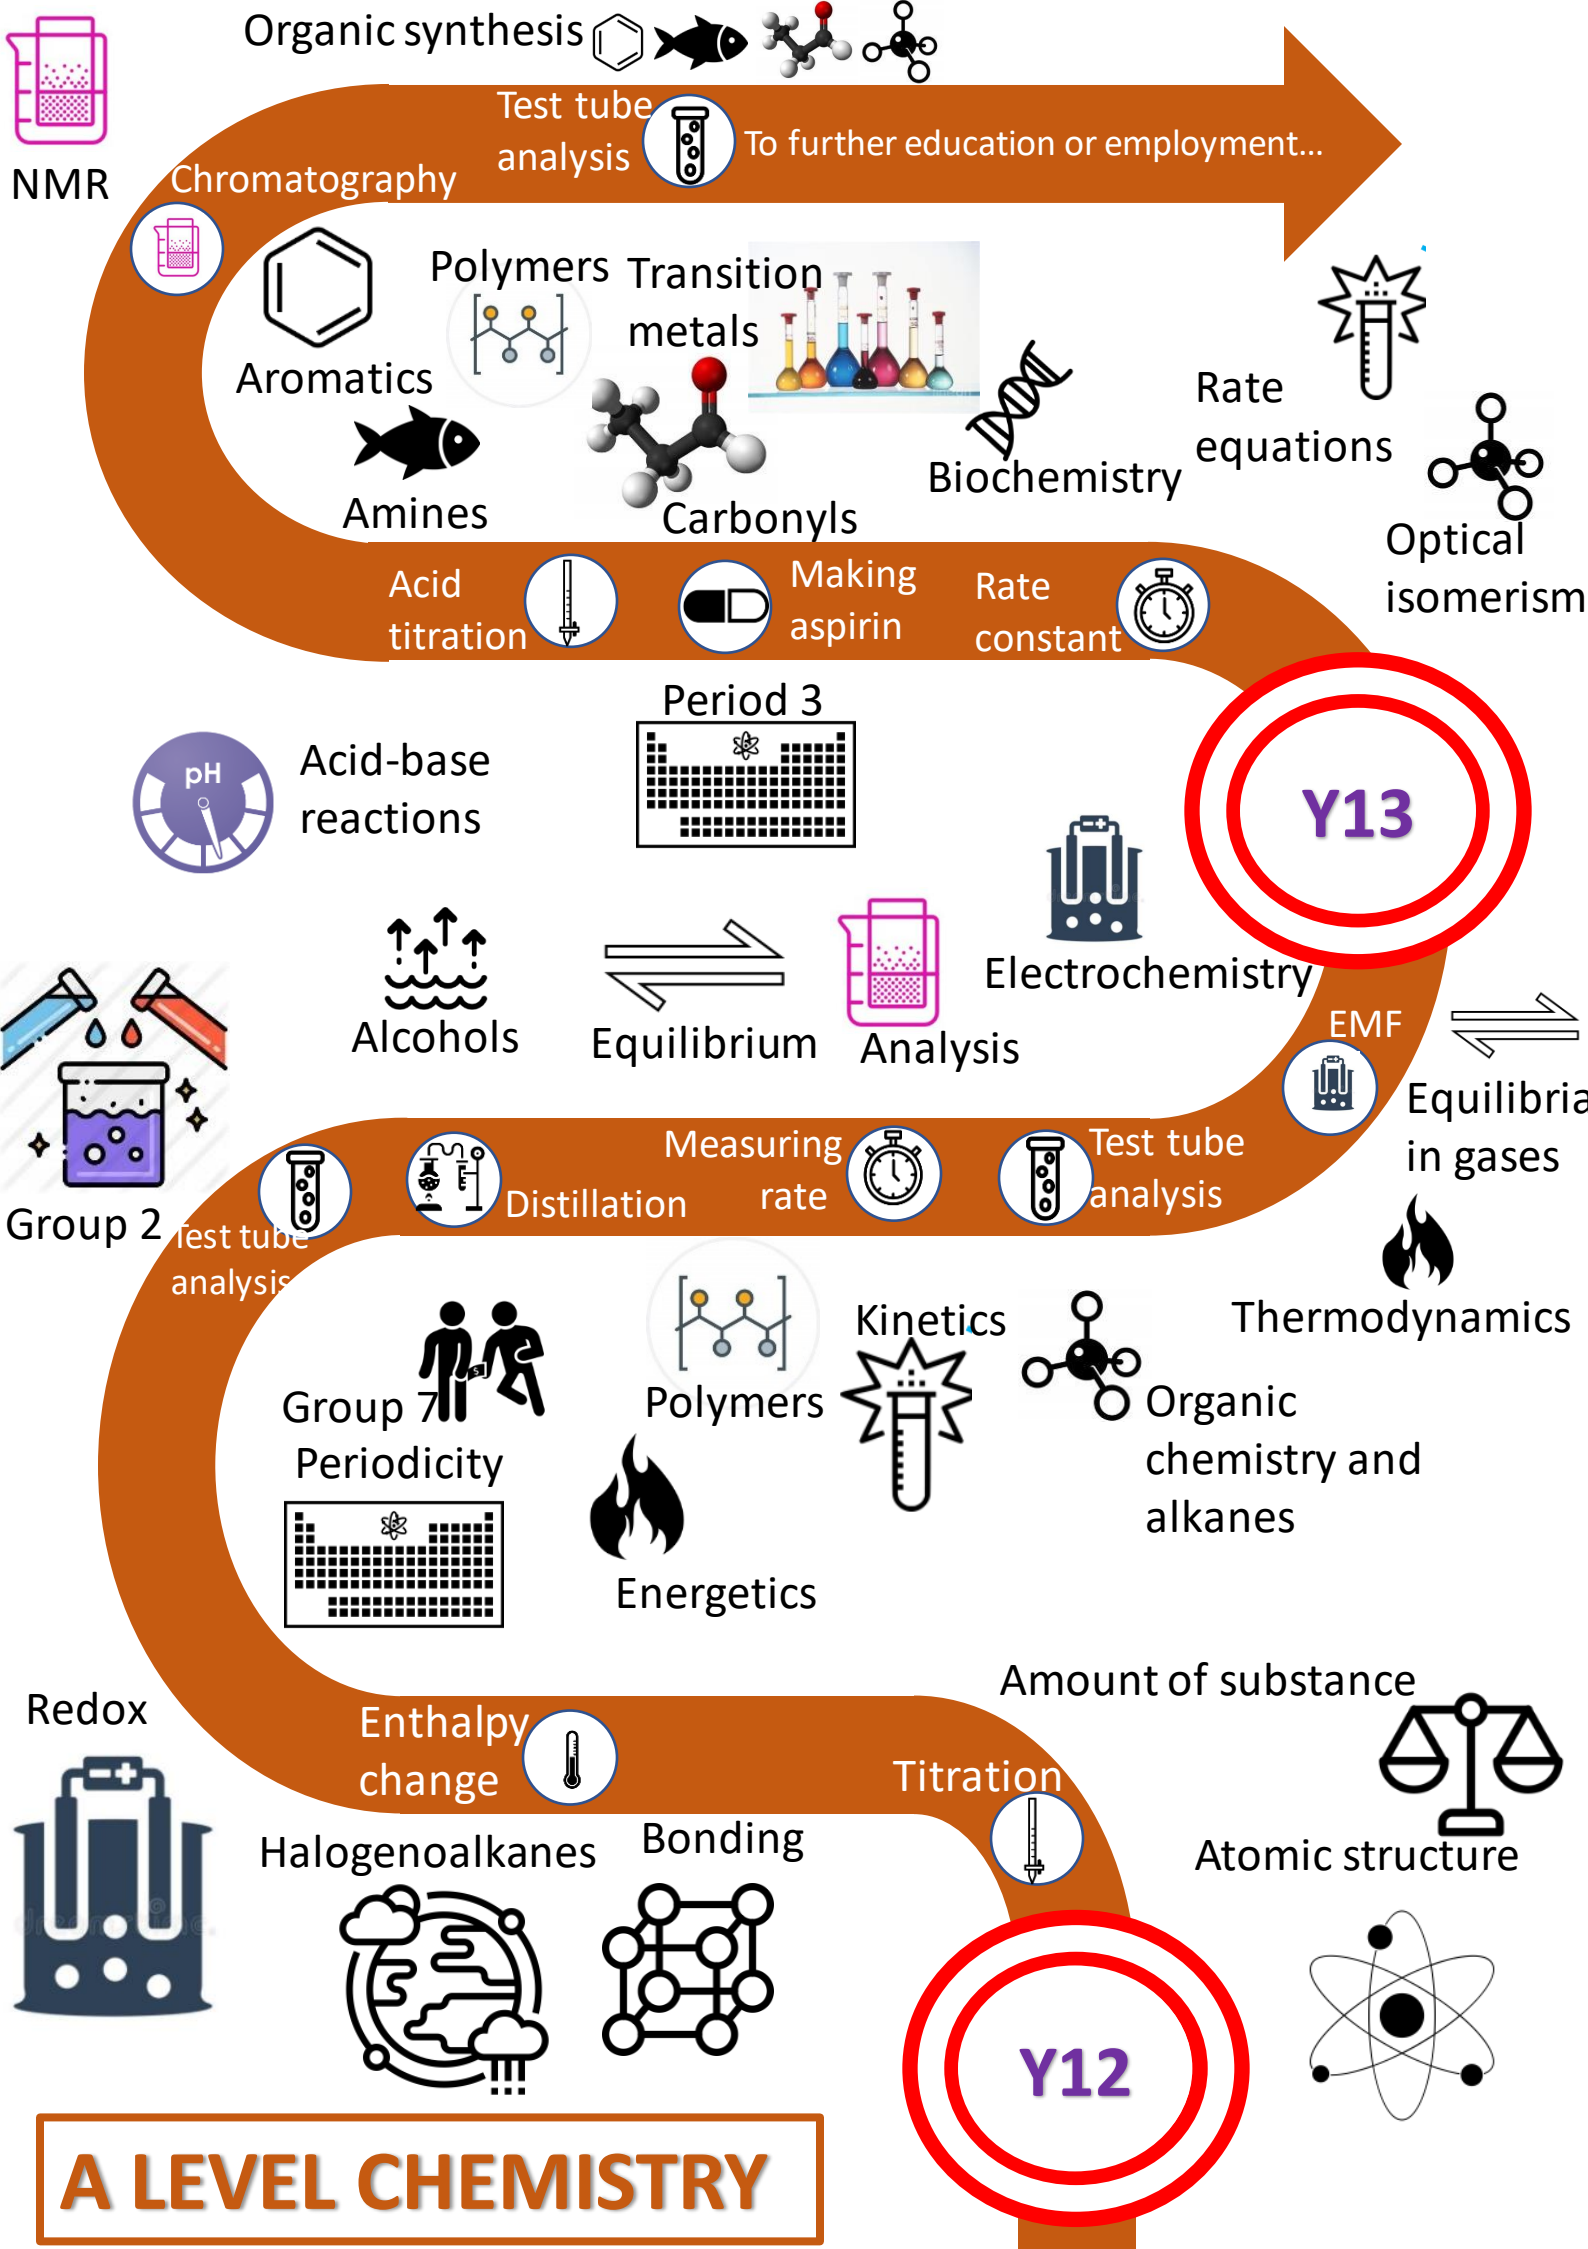 Organic synthesis
NMR
Test tube
analysis
To further education or employment...
Chromatography
Aromatics
Polymers
Transition
metals
Amines
Carbonyls
Biochemistry
Rate
equations
Optical
isomerism
Acid
titration
Making
aspirin
Rate
constant
Period 3
pH
Acid-base
reactions
Y13
Electrochemistry
Alcohols
Equilibrium
Analysis
EMF
Equilibria
in gases
Group 2
Test tube
analysis
Distillation
Measuring
rate
Test tube
analysis
Thermodynamics
Group 7
Periodicity
Polymers
Kinetics
Organic
chemistry and
alkanes
Energetics
Amount of substance
Redox
Enthalpy
change
Titration
Halogenoalkanes
Bonding
Atomic structure
Y12
A LEVEL CHEMISTRY